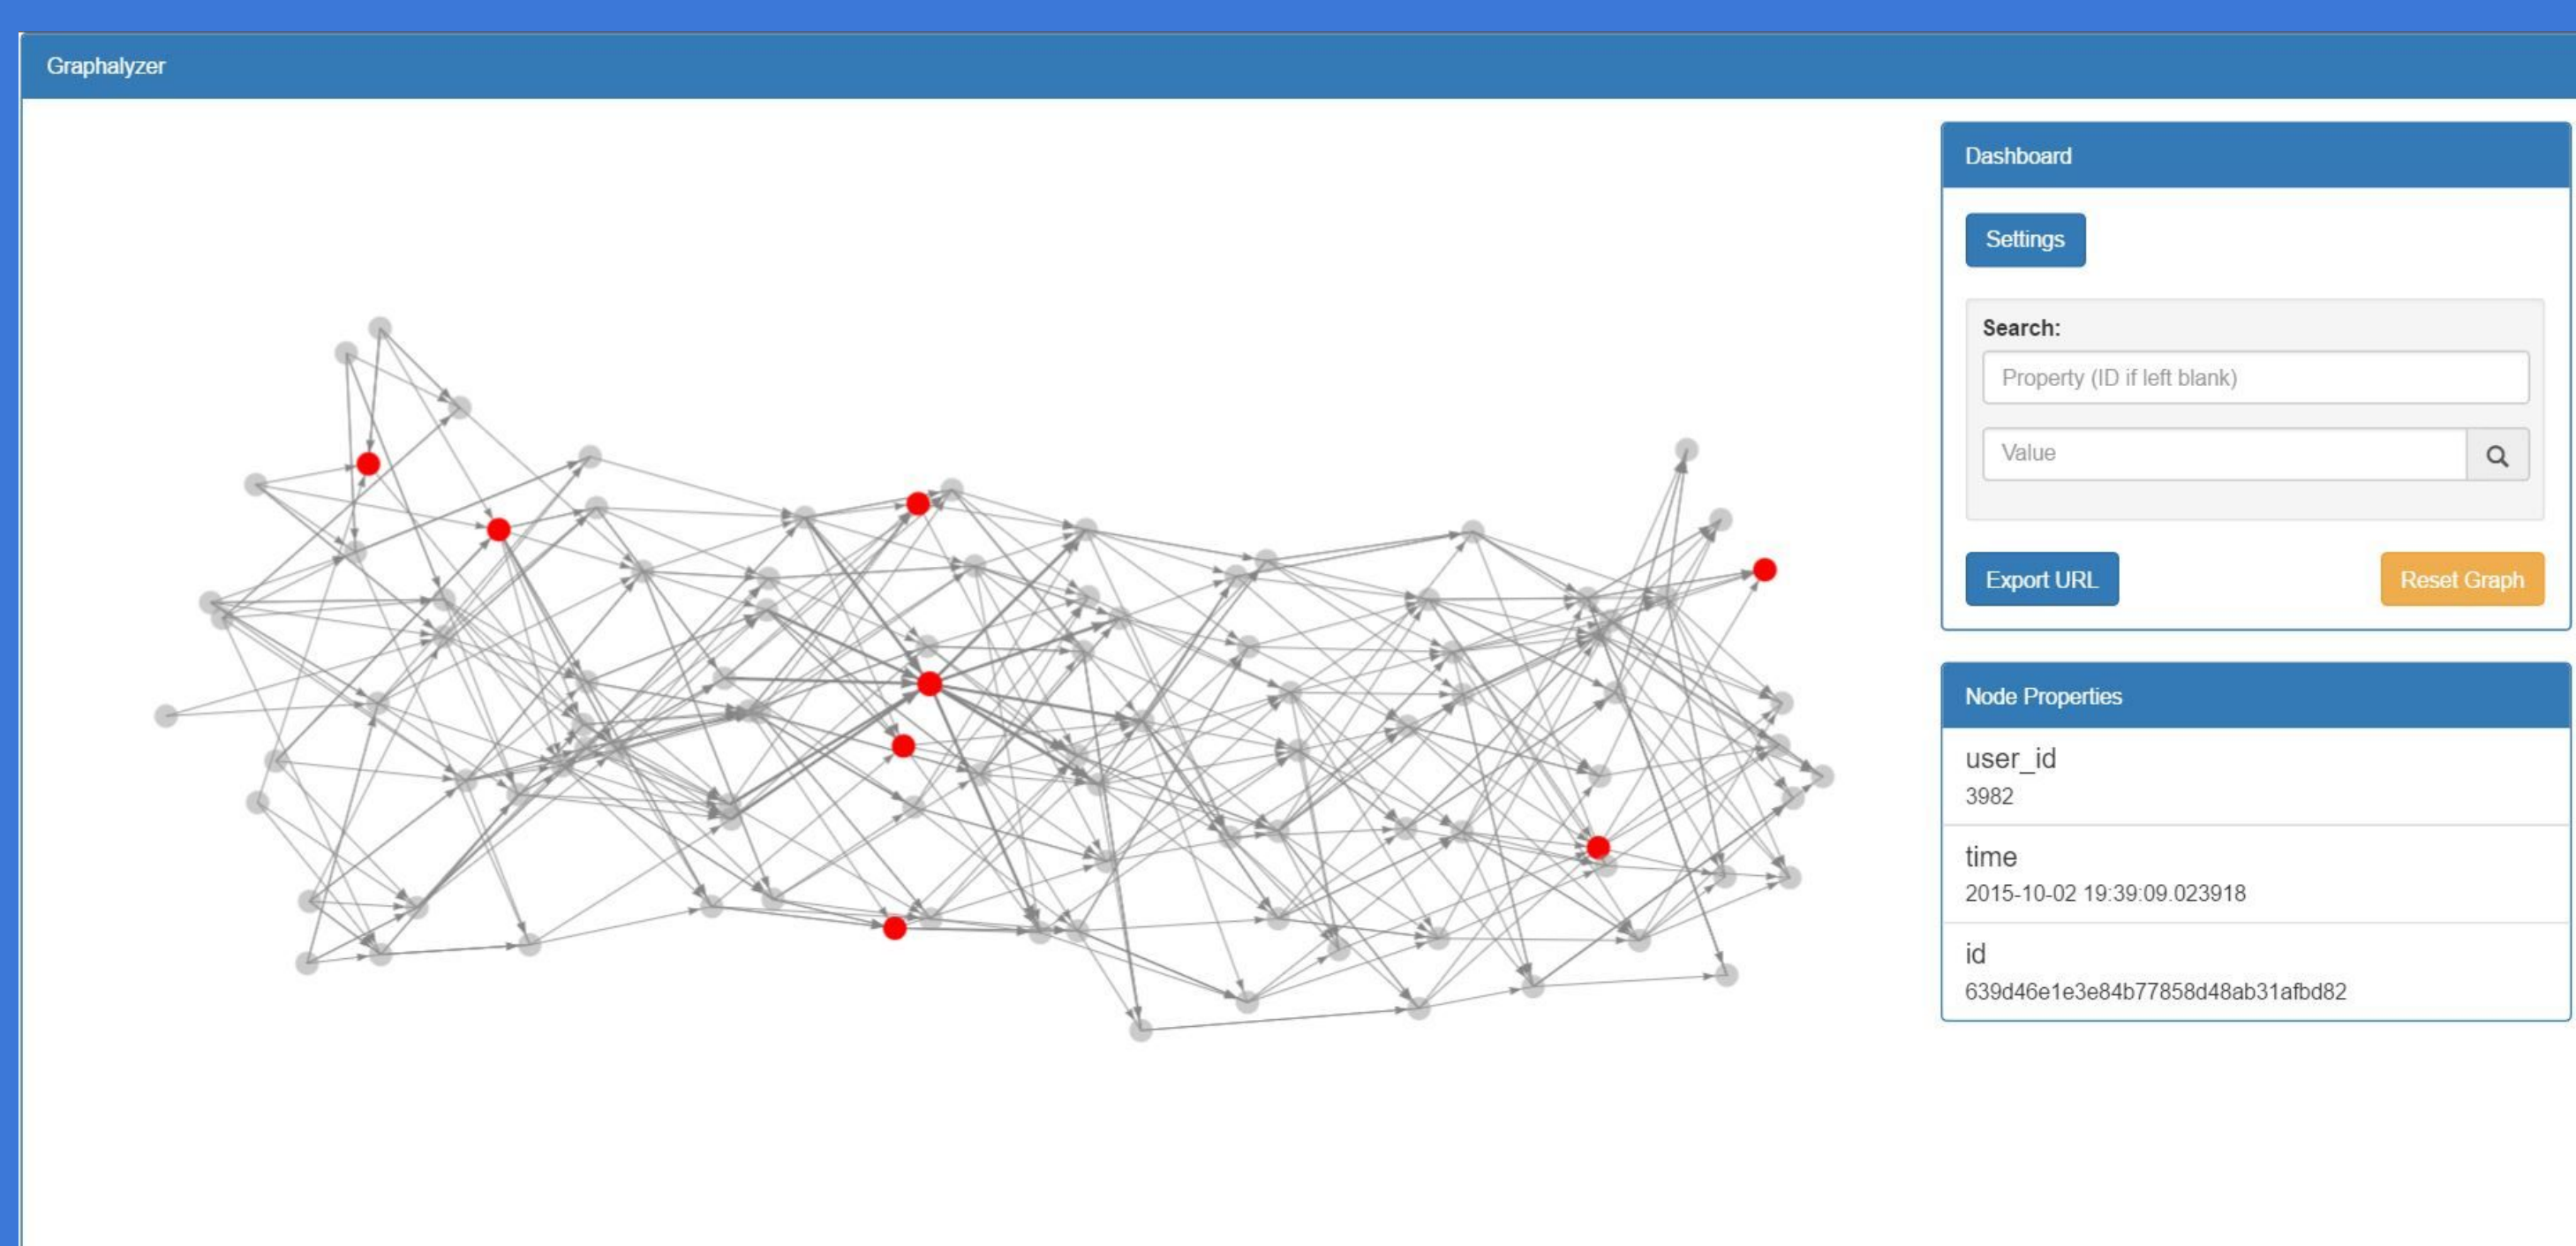 Graphalyzer
Dashboard
Settings
Search:
Property (ID if left blank)
Value
Export URL
Reset Graph
Node Properties
user_id
3982
time
2015-10-02 19:39:09.023918
id
639d46e1e3e84b77858d48ab31afbd82